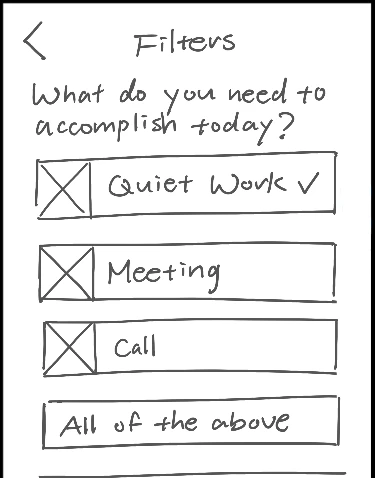 Filters
What do you need to
accomplish today?
Quiet Work ✓
Meeting
Call
All of the above